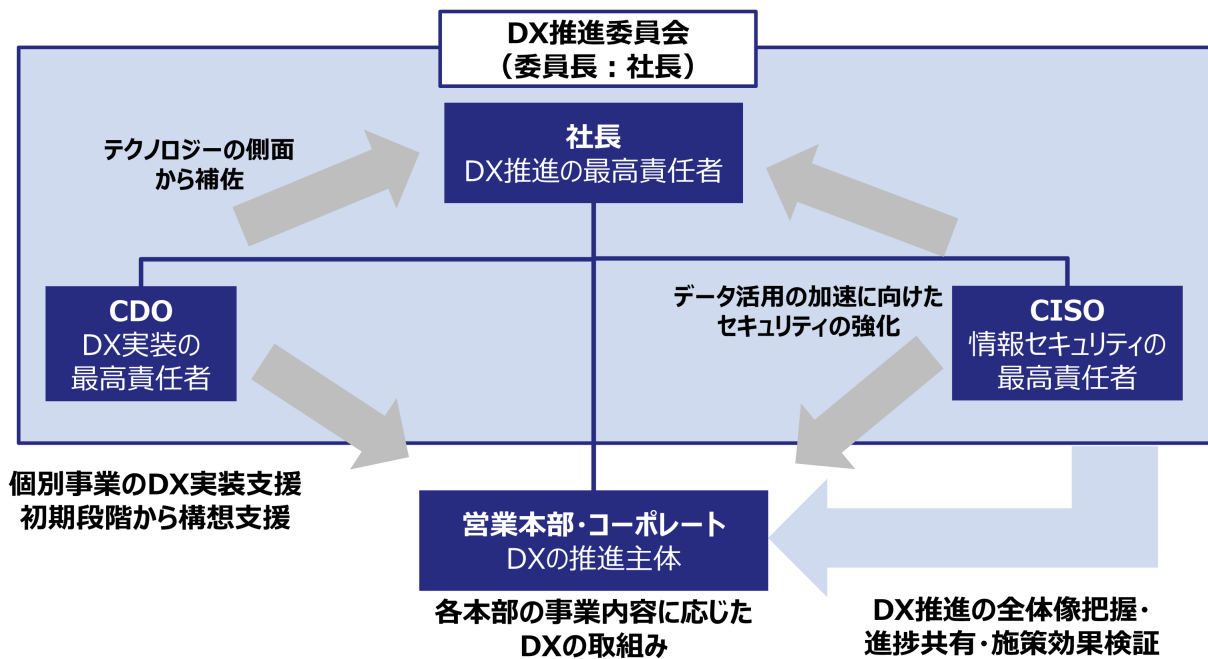 DX推進委員会
（委員長：社長）
社長
DX推進の最高責任者
テクノロジーの側面
から補佐
CDO
DX実装の
最高責任者
データ活用の加速に向けた
セキュリティの強化
CISO
情報セキュリティの
最高責任者
個別事業のDX実装支援
初期段階から構想支援
営業本部・コーポレート
DXの推進主体
各本部の事業内容に応じた
DXの取組み
DX推進の全体像把握・
進捗共有・施策効果検証